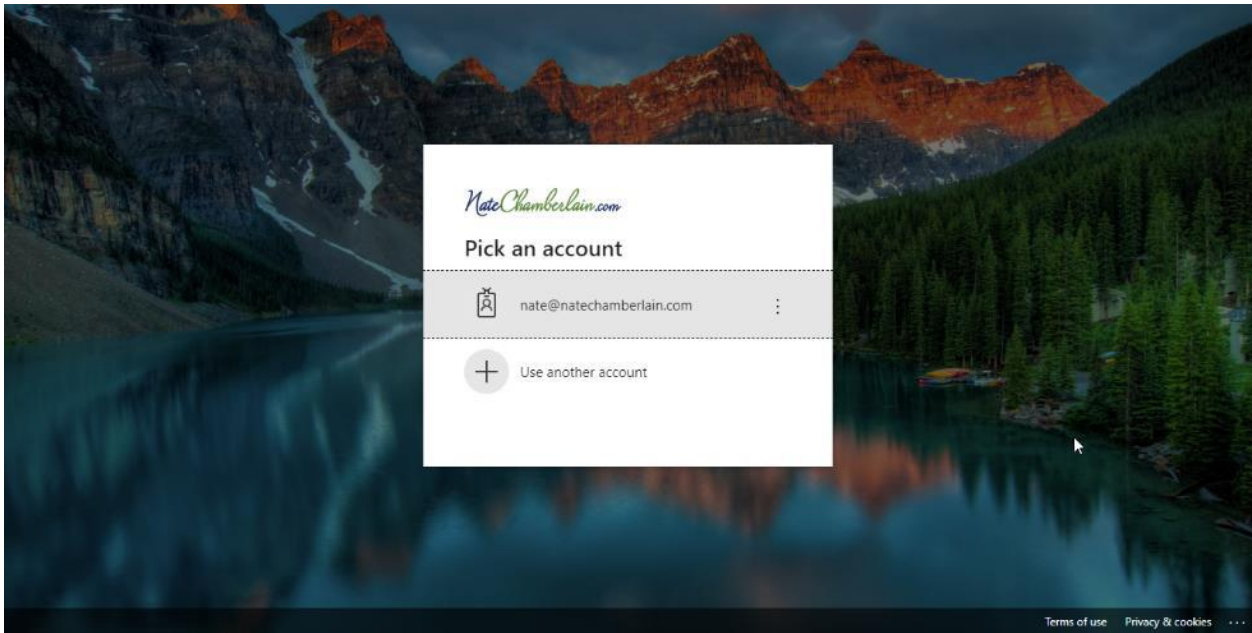 NateChamberlain.com
Pick an account
nate@natechamberlain.com
Use another account
Terms of use Privacy & cookies ...